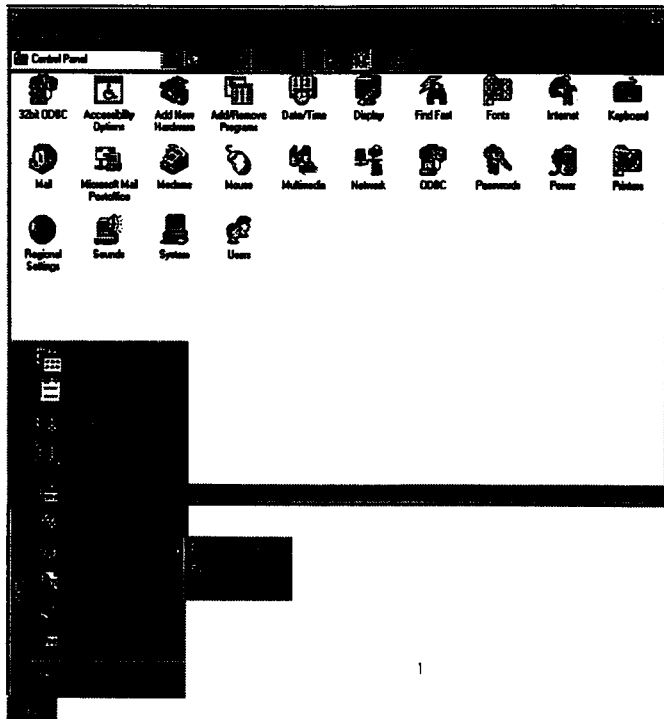 Control Panel
32bit ODBC Accessibility Options Add New Hardware Add/Remove Programs Date/Time Display Find Fast Fonts Internet Keyboard
Mail Microsoft Mail Postoffice Modems Mouse Multimedia Network ODBC Passwords Power Printers
Regional Settings Sounds System Users
1